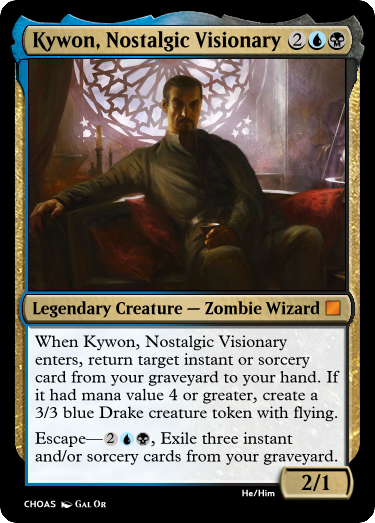 Kywon, Nostalgic Visionary 2
Legendary Creature — Zombie Wizard
When Kywon, Nostalgic Visionary
enters, return target instant or sorcery
card from your graveyard to your hand. If
it had mana value 4 or greater, create a
3/3 blue Drake creature token with flying.
Escape—2, Exile three instant
and/or sorcery cards from your graveyard.
2/1
He/Him
CHOAS Gal Or